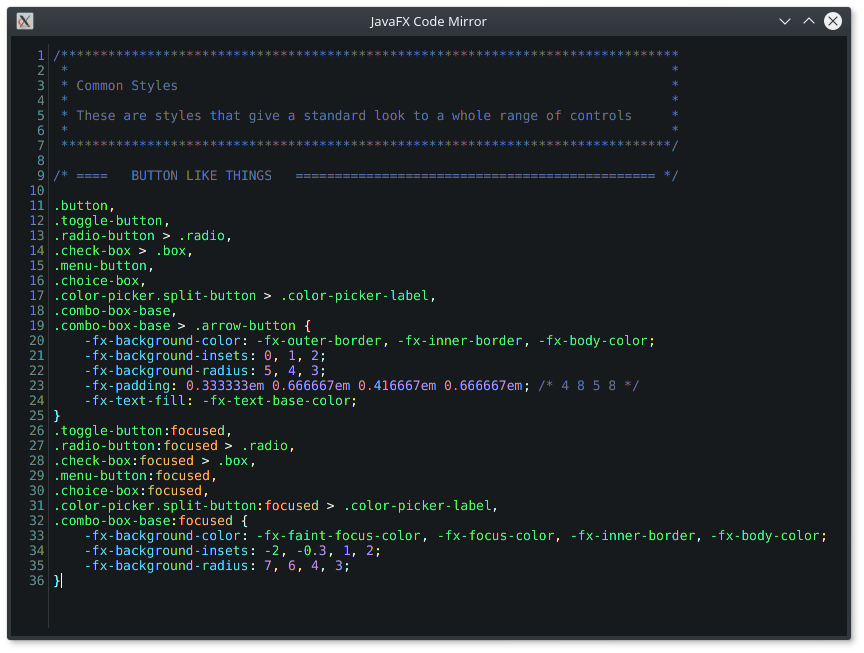 JavaFX Code Mirror
1 /*******************************************************************************
2  *                                                                             *
3  * Common Styles                                                               *
4  *                                                                             *
5  * These are styles that give a standard look to a whole range of controls     *
6  *                                                                             *
7  ******************************************************************************/
8
9 /* ====   BUTTON LIKE THINGS   ============================================== */
10
11 .button,
12 .toggle-button,
13 .radio-button > .radio,
14 .check-box > .box,
15 .menu-button,
16 .choice-box,
17 .color-picker.split-button > .color-picker-label,
18 .combo-box-base,
19 .combo-box-base > .arrow-button {
20     -fx-background-color: -fx-outer-border, -fx-inner-border, -fx-body-color;
21     -fx-background-insets: 0, 1, 2;
22     -fx-background-radius: 5, 4, 3;
23     -fx-padding: 0.333333em 0.666667em 0.416667em 0.666667em; /* 4 8 5 8 */
24     -fx-text-fill: -fx-text-base-color;
25 }
26 .toggle-button:focused,
27 .radio-button:focused > .radio,
28 .check-box:focused > .box,
29 .menu-button:focused,
30 .choice-box:focused,
31 .color-picker.split-button:focused > .color-picker-label,
32 .combo-box-base:focused {
33     -fx-background-color: -fx-faint-focus-color, -fx-focus-color, -fx-inner-border, -fx-body-color;
34     -fx-background-insets: -2, -0.3, 1, 2;
35     -fx-background-radius: 7, 6, 4, 3;
36 }